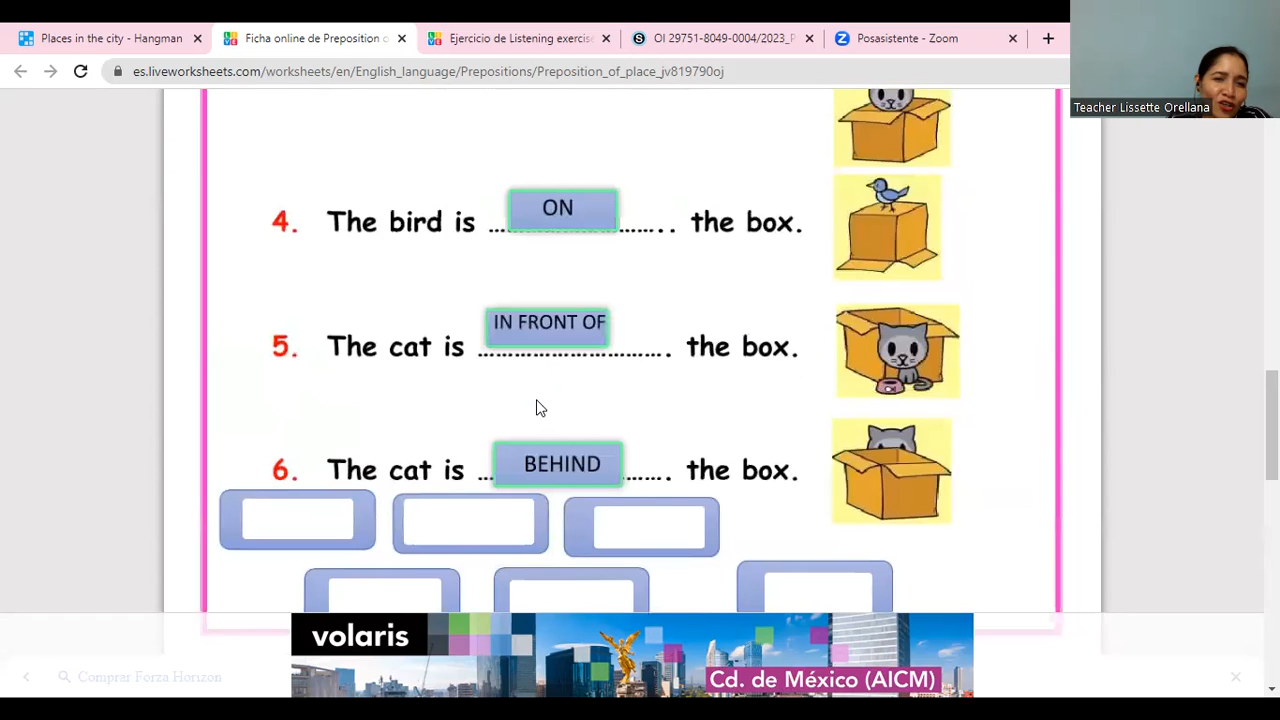 Places in the city - Hangman
Ficha online de Preposition o
Ejercicio de Listening exercise
OI 29751-8049-0004/2023_P
Posasistente - Zoom
es.liveworksheets.com/worksheets/en/English_language/Prepositions/Preposition_of_place_jv819790oj
Teacher Lissette Orellana
4. The bird is ... ON ........ the box.
5. The cat is IN FRONT OF ........ the box.
6. The cat is ... BEHIND ....... the box.
volaris
Cd. de México (AICM)
Comprar Forza Horizon